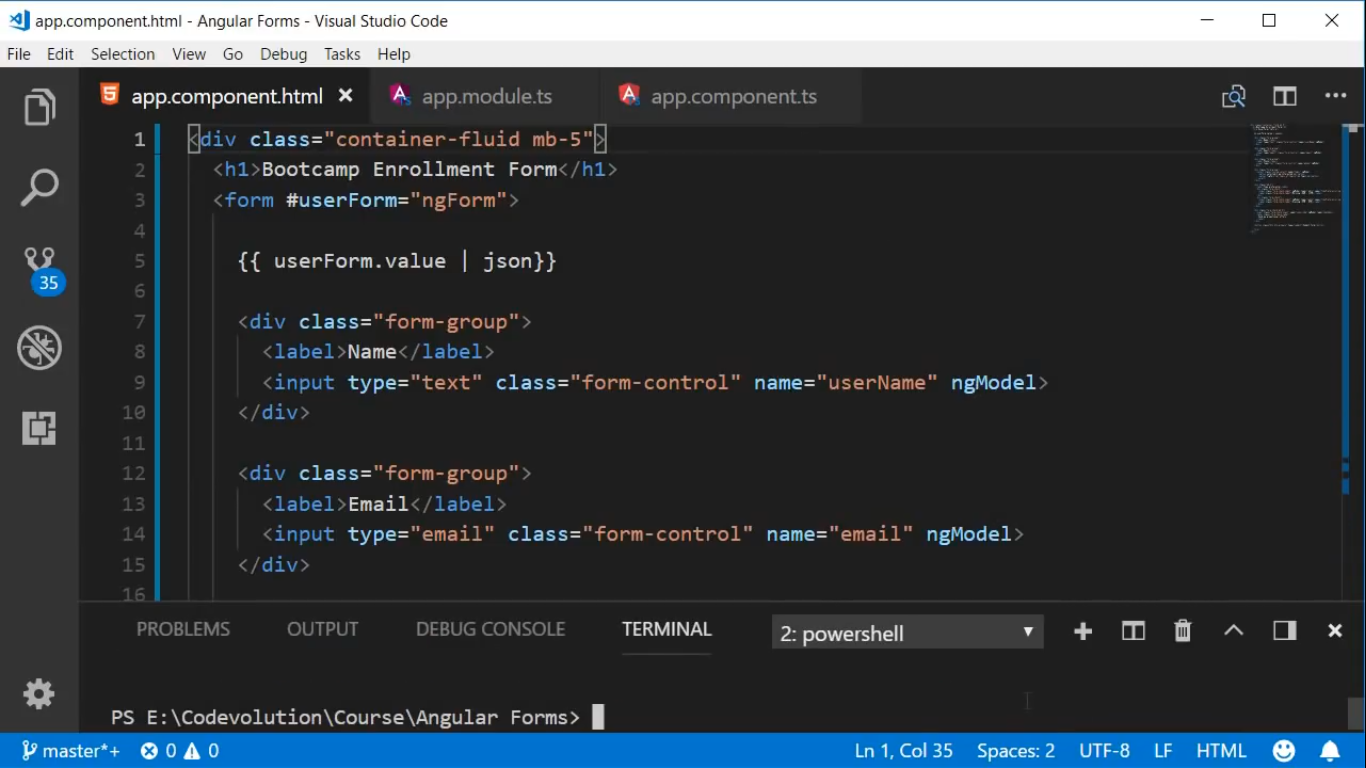 app.component.html - Angular Forms - Visual Studio Code
File Edit Selection View Go Debug Tasks Help
app.component.html app.module.ts app.component.ts
1 <div class="container-fluid mb-5">
2 <h1>Bootcamp Enrollment Form</h1>
3 <form #userForm="ngForm">
4
5 {{ userForm.value | json}}
6
7 <div class="form-group">
8 <label>Name</label>
9 <input type="text" class="form-control" name="userName" ngModel>
10 </div>
11
12 <div class="form-group">
13 <label>Email</label>
14 <input type="email" class="form-control" name="email" ngModel>
15 </div>
16
35
PROBLEMS OUTPUT DEBUG CONSOLE TERMINAL 2: powershell
PS E:\Codevolution\Course\Angular Forms>
master*+ 0 0 Ln 1, Col 35 Spaces: 2 UTF-8 LF HTML